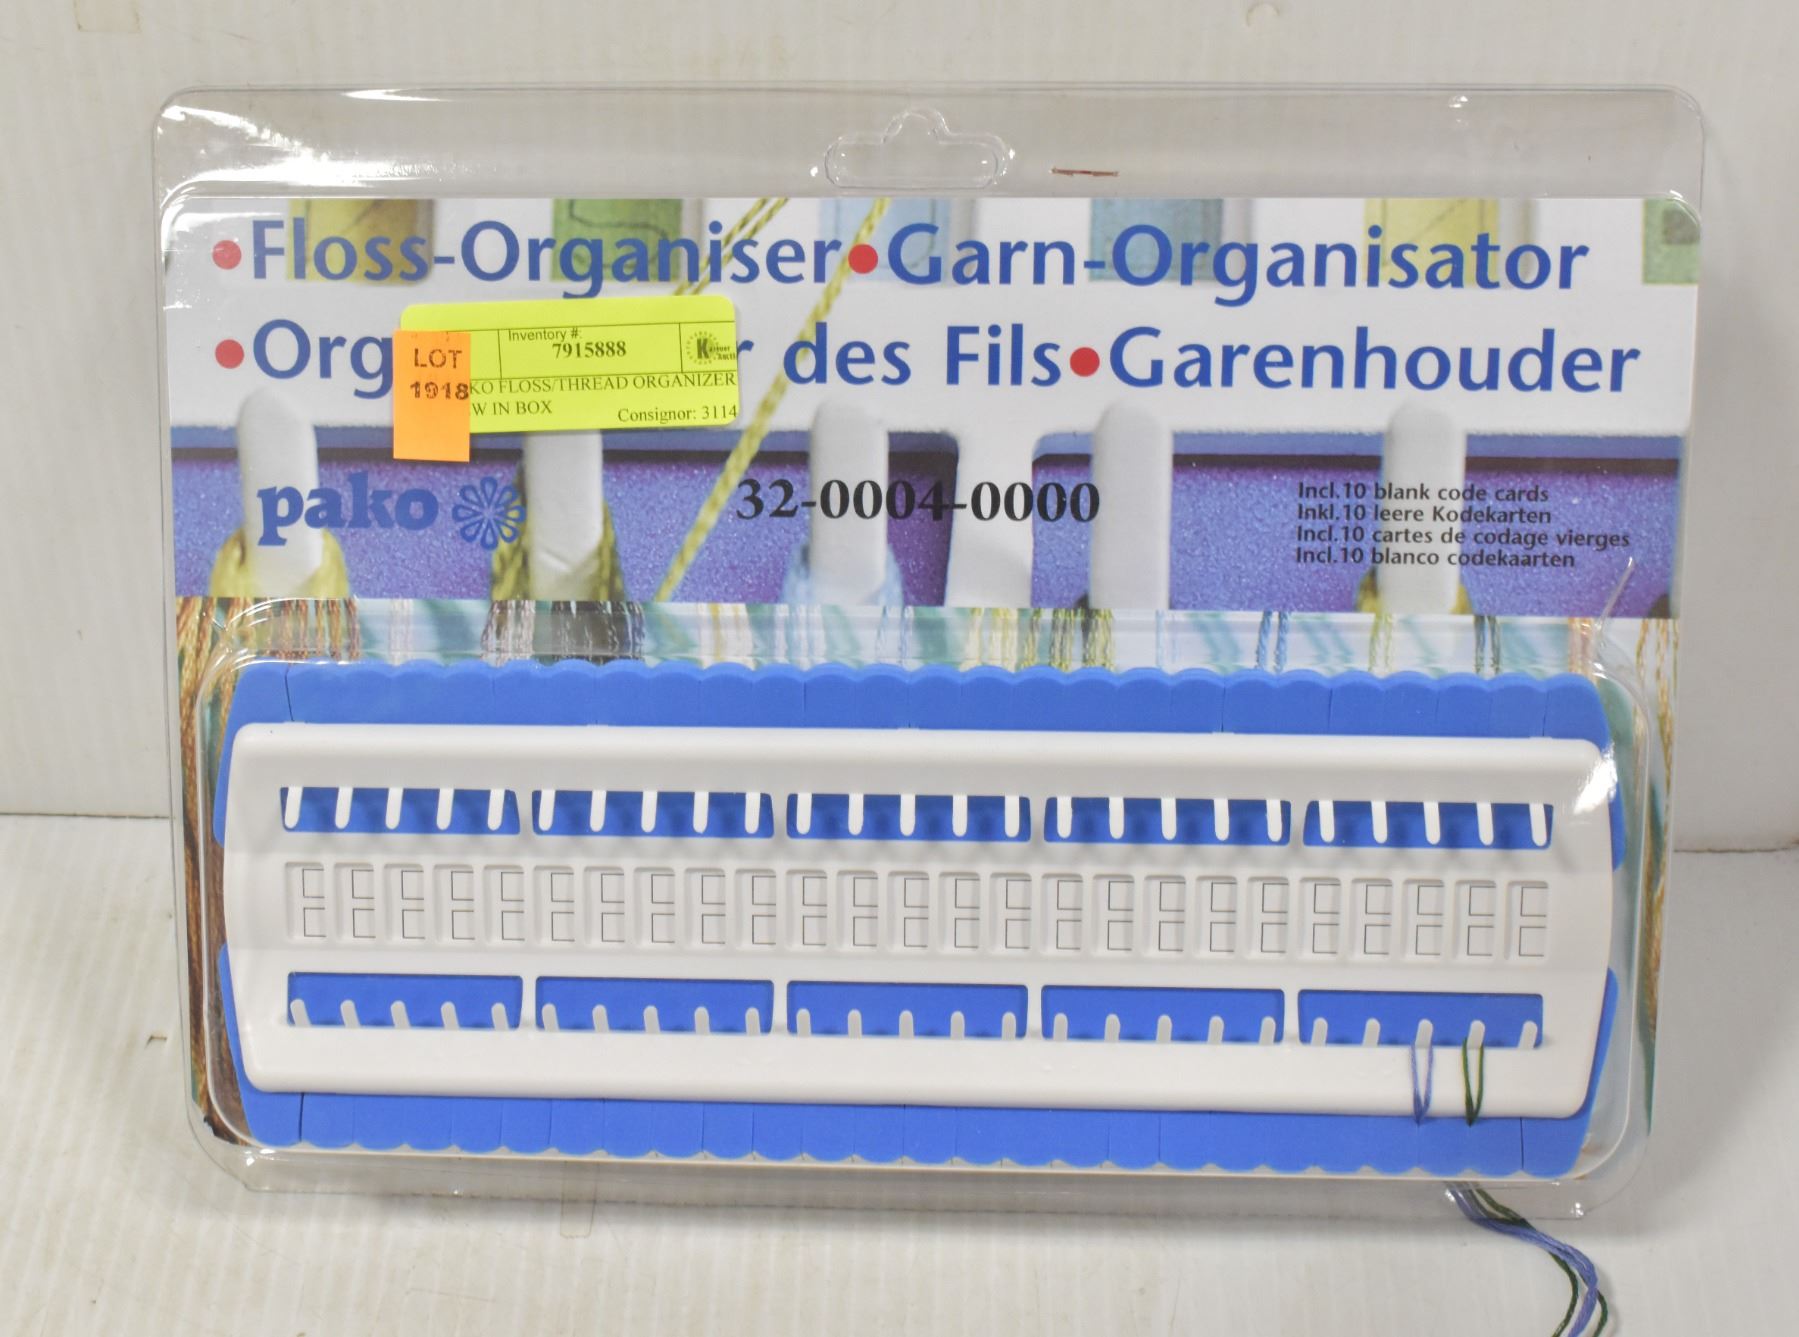 •Floss-Organiser•Garn-Organisator
•Org r des Fils•Garenhouder
Inventory #:
7915888
LOT
1918
KO FLOSS/THREAD ORGANIZER
W IN BOX
Consignor: 3114
pako
32-0004-0000
Incl.10 blank code cards
Inkl.10 leere Kodekarten
Incl.10 cartes de codage vierges
Incl.10 blanco codekaarten